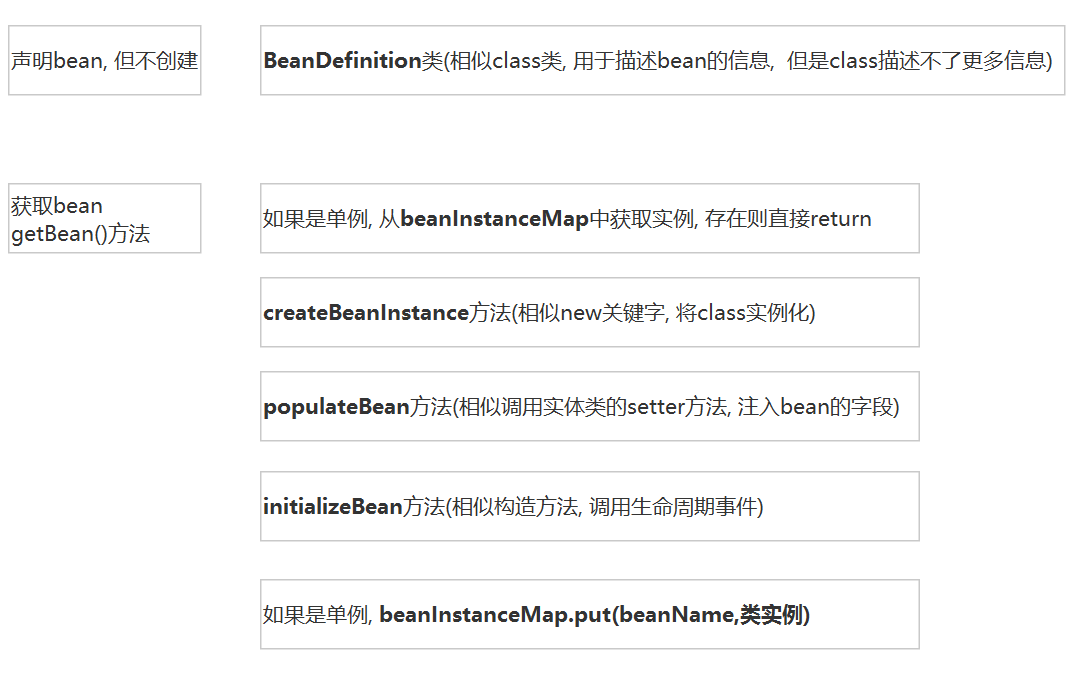 声明bean, 但不创建
BeanDefinition类(相似class类, 用于描述bean的信息,  但是class描述不了更多信息)
获取bean
getBean()方法
如果是单例, 从beanInstanceMap中获取实例, 存在则直接return
createBeanInstance方法(相似new关键字, 将class实例化)
populateBean方法(相似调用实体类的setter方法, 注入bean的字段)
initializeBean方法(相似构造方法, 调用生命周期事件)
如果是单例, beanInstanceMap.put(beanName,类实例)